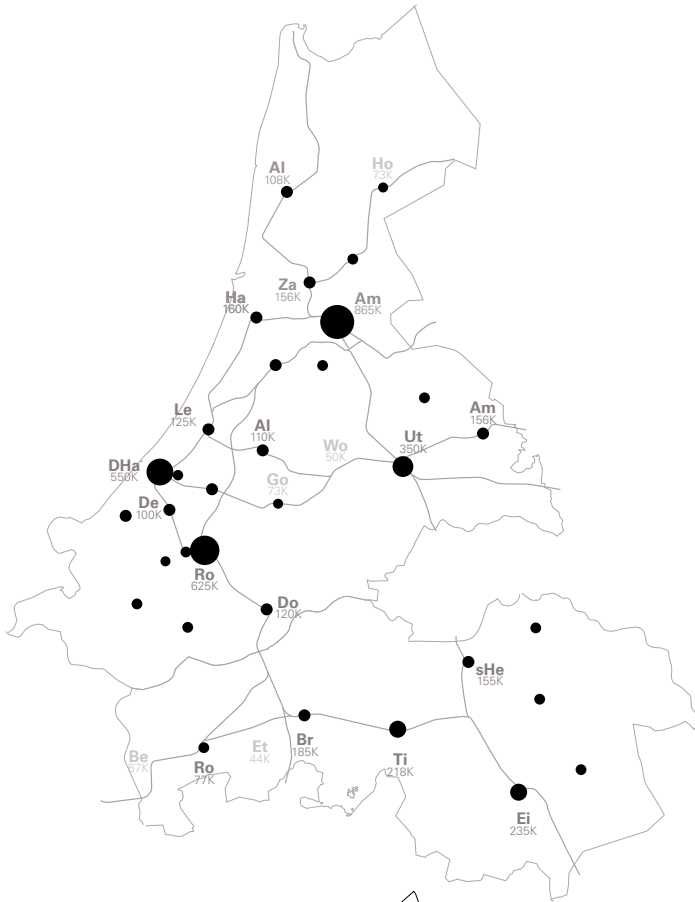 Al
108K
Ho
73K
Za
156K
Ha
160K
Am
865K
Le
125K
Al
110K
Wo
50K
Ut
350K
Am
156K
DHa
550K
Go
73K
De
100K
Ro
625K
Do
120K
sHe
155K
Br
185K
Et
44K
Be
67K
Ro
77K
Ti
218K
Ei
235K